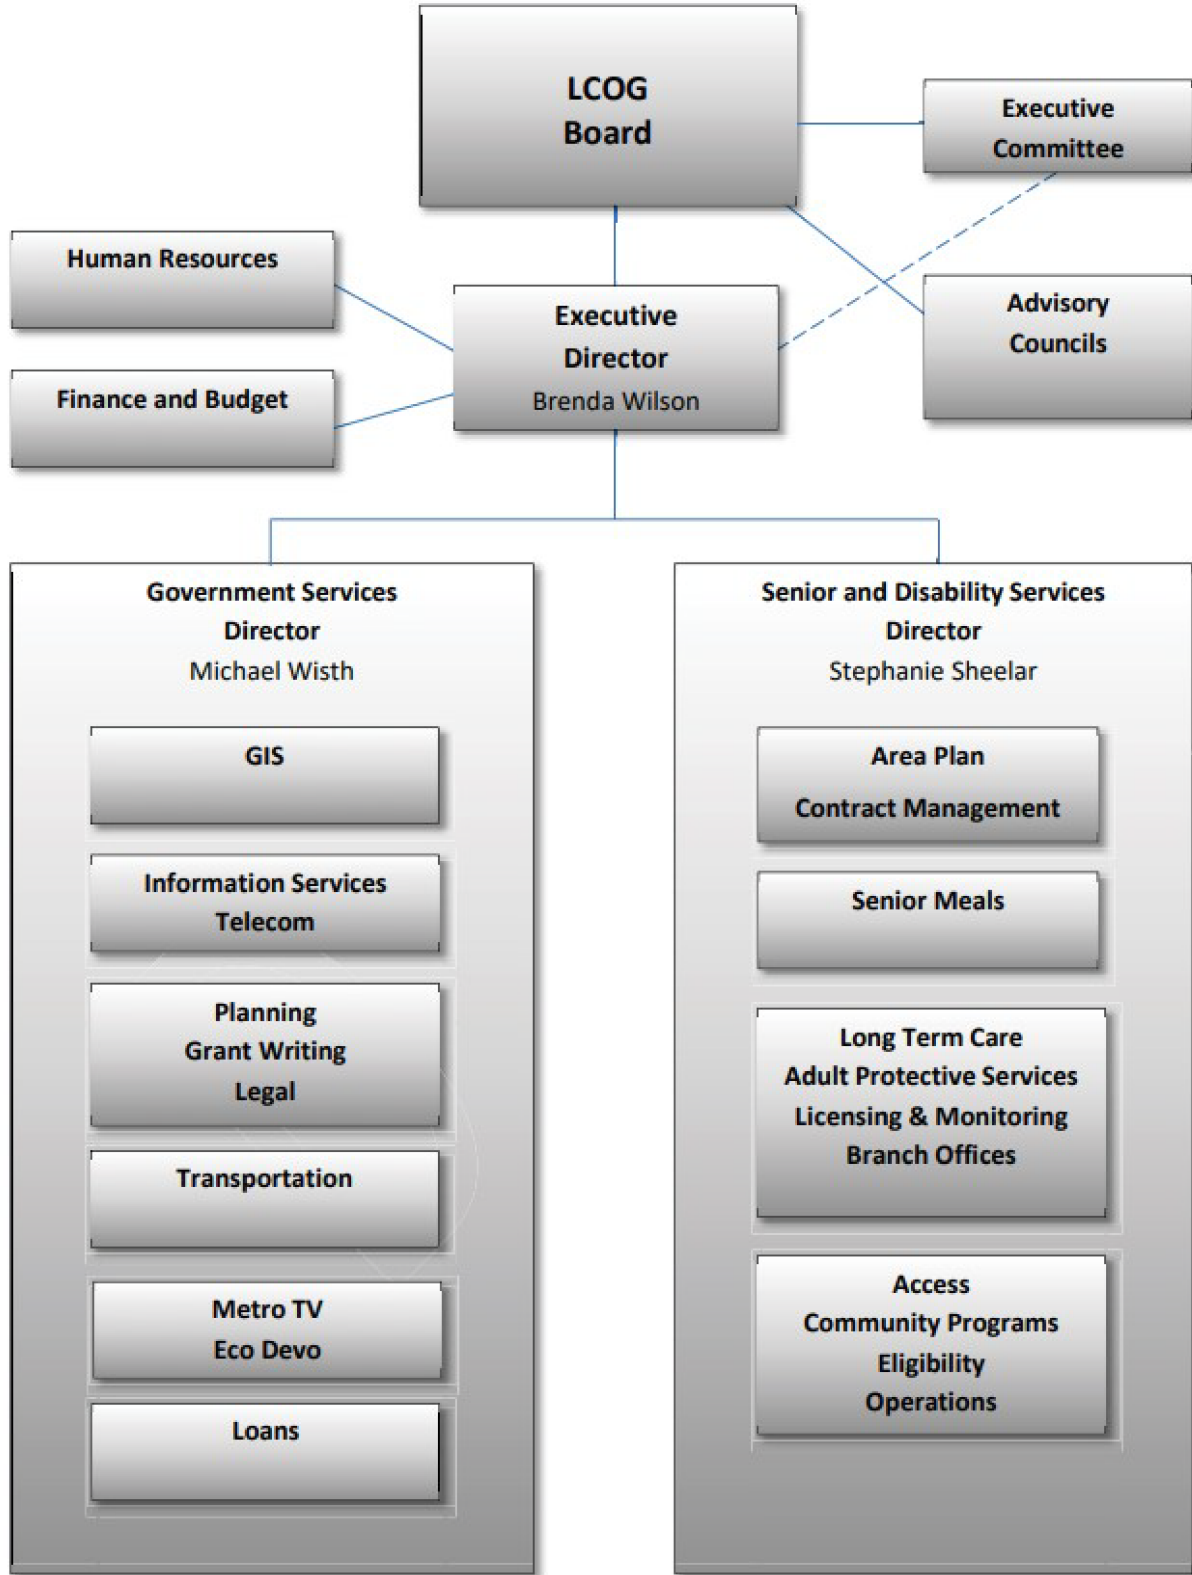 LCOG
Board
Executive
Committee
Human Resources
Executive
Director
Brenda Wilson
Advisory
Councils
Finance and Budget
Government Services
Director
Michael Wisth
GIS
Information Services
Telecom
Planning
Grant Writing
Legal
Transportation
Metro TV
Eco Devo
Loans
Senior and Disability Services
Director
Stephanie Sheelar
Area Plan
Contract Management
Senior Meals
Long Term Care
Adult Protective Services
Licensing & Monitoring
Branch Offices
Access
Community Programs
Eligibility
Operations